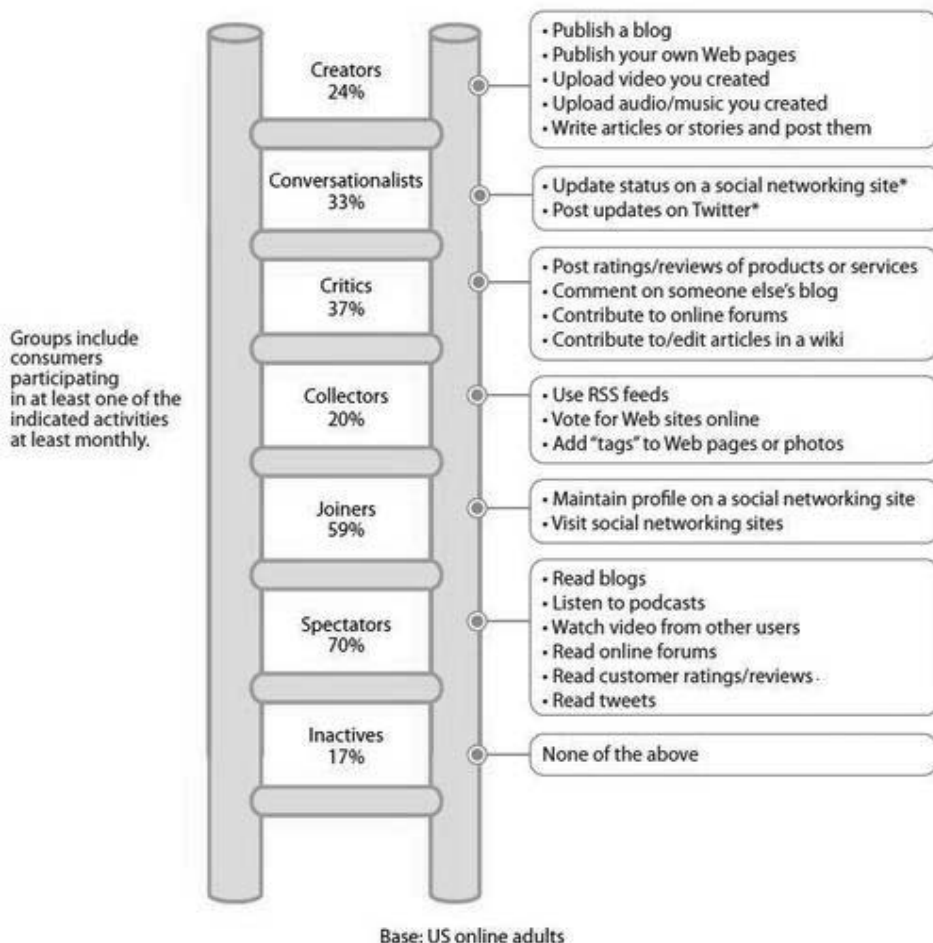 Creators
24%
• Publish a blog
• Publish your own Web pages
• Upload video you created
• Upload audio/music you created
• Write articles or stories and post them
Conversationalists
33%
• Update status on a social networking site*
• Post updates on Twitter*
Critics
37%
• Post ratings/reviews of products or services
• Comment on someone else's blog
• Contribute to online forums
• Contribute to/edit articles in a wiki
Groups include
consumers
participating
in at least one of the
indicated activities
at least monthly.
Collectors
20%
• Use RSS feeds
• Vote for Web sites online
• Add "tags" to Web pages or photos
Joiners
59%
• Maintain profile on a social networking site
• Visit social networking sites
Spectators
70%
• Read blogs
• Listen to podcasts
• Watch video from other users
• Read online forums
• Read customer ratings/reviews
• Read tweets
Inactives
17%
None of the above
Base: US online adults